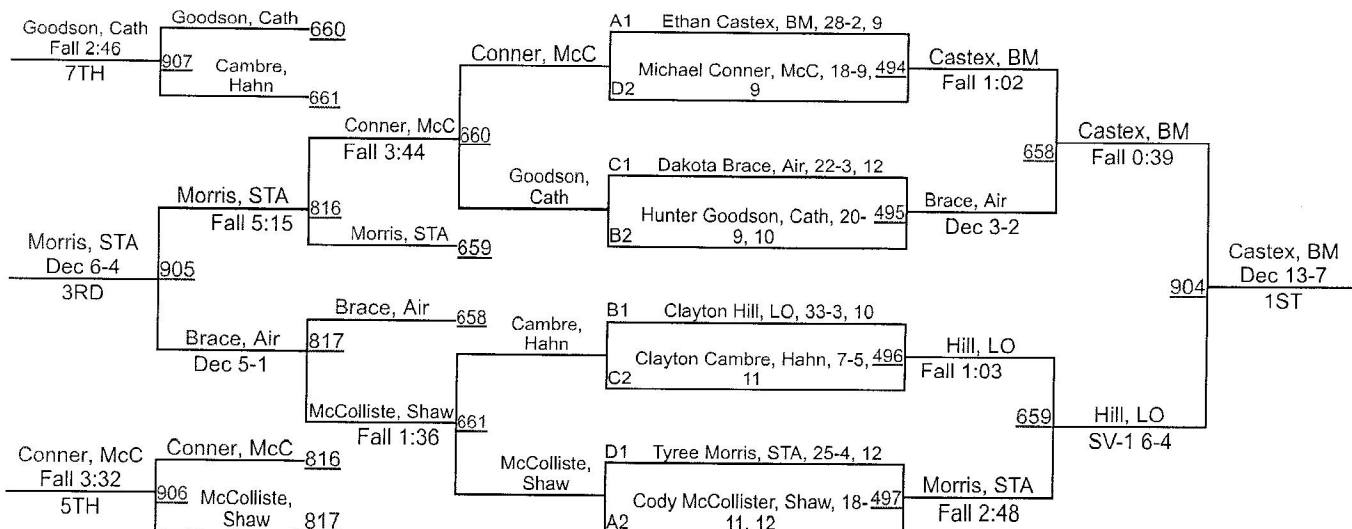 Goodson, Cath
Fall 2:46
7TH
907
Goodson, Cath
660
Cambre,
Hahn
661
Conner, McC
Fall 3:44
660
Conner, McC
Goodson,
Cath
Morris, STA
Fall 5:15
816
Morris, STA
659
Morris, STA
Dec 6-4
3RD
905
Brace, Air
Dec 5-1
817
Brace, Air
658
McColliste, Shaw
Fall 1:36
661
Cambre,
Hahn
McColliste,
Shaw
Conner, McC
Fall 3:32
5TH
906
Conner, McC
816
McColliste,
Shaw
817
A1
Ethan Castex, BM, 28-2, 9
Michael Conner, McC, 18-9,
9
D2
494
Castex, BM
Fall 1:02
C1
Dakota Brace, Air, 22-3, 12
Hunter Goodson, Cath, 20-
9, 10
B2
495
Brace, Air
Dec 3-2
658
Castex, BM
Fall 0:39
B1
Clayton Hill, LO, 33-3, 10
Clayton Cambre, Hahn, 7-5,
11
C2
496
Hill, LO
Fall 1:03
D1
Tyree Morris, STA, 25-4, 12
Cody McCollister, Shaw, 18-
11, 12
A2
497
Morris, STA
Fall 2:48
659
Hill, LO
SV-1 6-4
904
Castex, BM
Dec 13-7
1ST